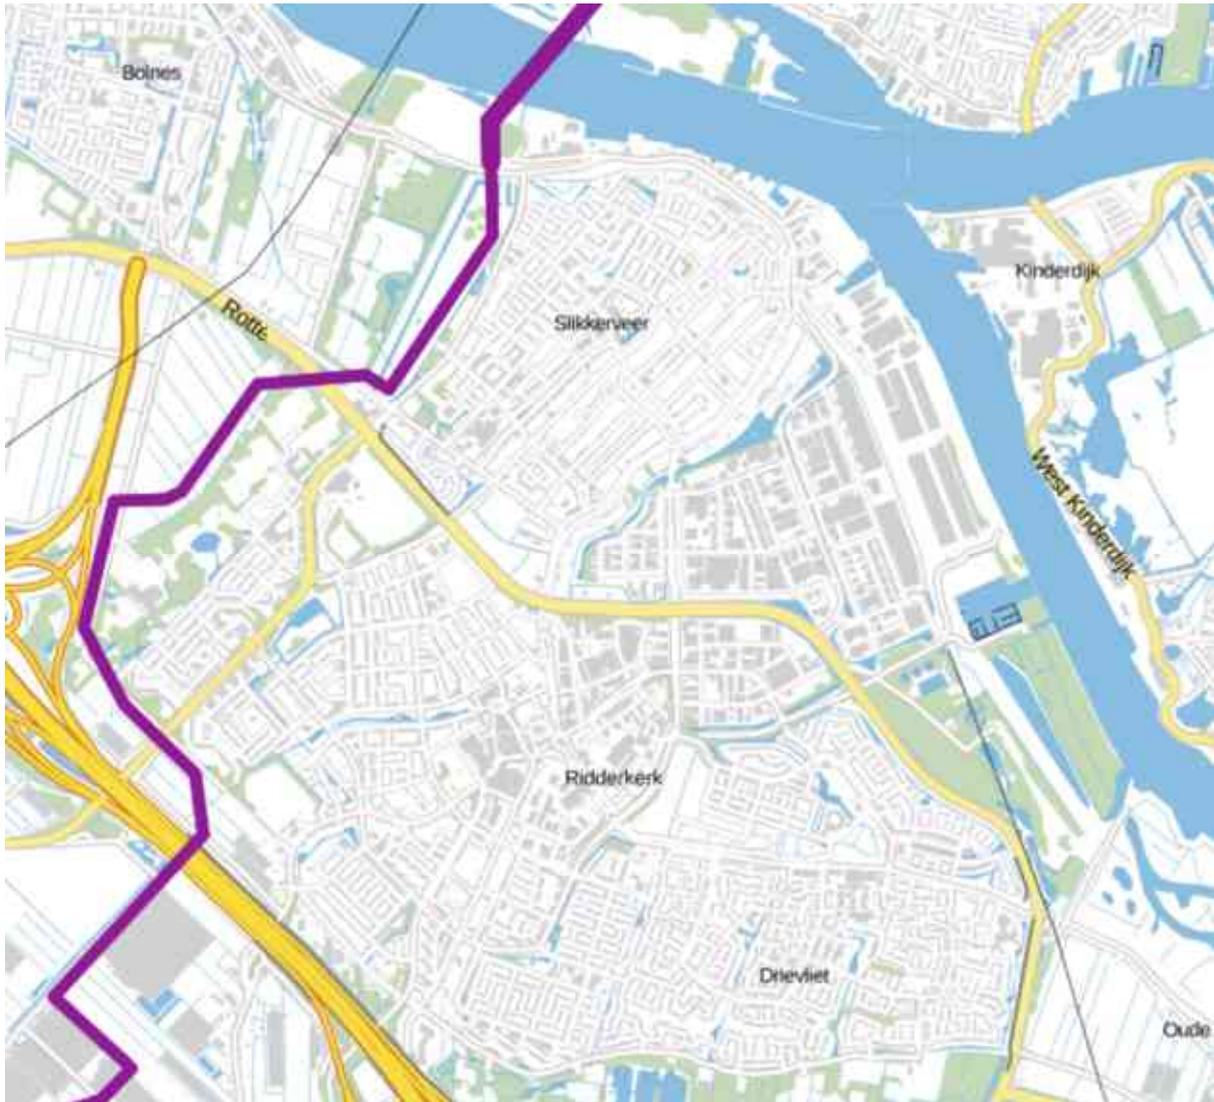 Bolnes
Kinderdijk
Rotte
Slikkerveer
West Kinderdijk
Ridderkerk
Drievliet
Oude